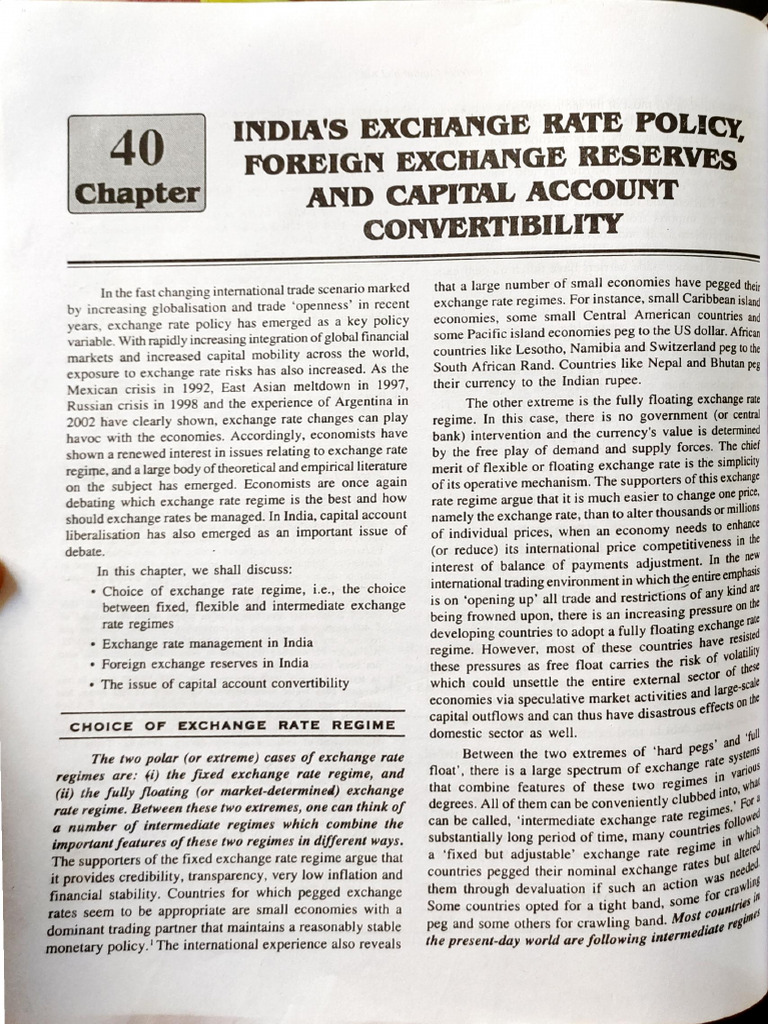 40
Chapter
INDIA'S EXCHANGE RATE POLICY,
FOREIGN EXCHANGE RESERVES
AND CAPITAL ACCOUNT
CONVERTIBILITY
In the fast changing international trade scenario marked
by increasing globalisation and trade 'openness' in recent
years, exchange rate policy has emerged as a key policy
variable. With rapidly increasing integration of global financial
markets and increased capital mobility across the world,
exposure to exchange rate risks has also increased. As the
Mexican crisis in 1992, East Asian meltdown in 1997,
Russian crisis in 1998 and the experience of Argentina in
2002 have clearly shown, exchange rate changes can play
havoc with the economies. Accordingly, economists have
shown a renewed interest in issues relating to exchange rate
regime, and a large body of theoretical and empirical literature
on the subject has emerged. Economists are once again
debating which exchange rate regime is the best and how
should exchange rates be managed. In India, capital account
liberalisation has also emerged as an important issue of
debate.
In this chapter, we shall discuss:
• Choice of exchange rate regime, i.e., the choice
between fixed, flexible and intermediate exchange
rate regimes
• Exchange rate management in India
• Foreign exchange reserves in India
• The issue of capital account convertibility
CHOICE OF EXCHANGE RATE REGIME
The two polar (or extreme) cases of exchange rate
regimes are: (i) the fixed exchange rate regime, and
(ii) the fully floating (or market-determined) exchange
rate regime. Between these two extremes, one can think of
a number of intermediate regimes which combine the
important features of these two regimes in different ways.
The supporters of the fixed exchange rate regime argue that
it provides credibility, transparency, very low inflation and
financial stability. Countries for which pegged exchange
rates seem to be appropriate are small economies with a
dominant trading partner that maintains a reasonably stable
monetary policy.¹ The international experience also reveals
that a large number of small economies have pegged their
exchange rate regimes. For instance, small Caribbean island
economies, some small Central American countries and
some Pacific island economies peg to the US dollar. African
countries like Lesotho, Namibia and Switzerland peg to the
South African Rand. Countries like Nepal and Bhutan peg
their currency to the Indian rupee.
The other extreme is the fully floating exchange rate
regime. In this case, there is no government (or central
bank) intervention and the currency's value is determined
by the free play of demand and supply forces. The chief
merit of flexible or floating exchange rate is the simplicity
of its operative mechanism. The supporters of this exchange
rate regime argue that it is much easier to change one price,
namely the exchange rate, than to alter thousands or millions
of individual prices, when an economy needs to enhance
(or reduce) its international price competitiveness in the
interest of balance of payments adjustment. In the new
international trading environment in which the entire emphasis
is on 'opening up' all trade and restrictions of any kind are
being frowned upon, there is an increasing pressure on the
developing countries to adopt a fully floating exchange rate
regime. However, most of these countries have resisted
these pressures as free float carries the risk of volatility
which could unsettle the entire external sector of these
economies via speculative market activities and large-scale
capital outflows and can thus have disastrous effects on the
domestic sector as well.
Between the two extremes of 'hard pegs' and 'full
float', there is a large spectrum of exchange rate systems
that combine features of these two regimes in various
degrees. All of them can be conveniently clubbed into, what
can be called, 'intermediate exchange rate regimes.' For a
substantially long period of time, many countries followed
a 'fixed but adjustable' exchange rate regime in which
countries pegged their nominal exchange rates but altered
them through devaluation if such an action was needed.
Some countries opted for a tight band, some for crawling
peg and some others for crawling band. Most countries in
the present-day world are following intermediate regimes